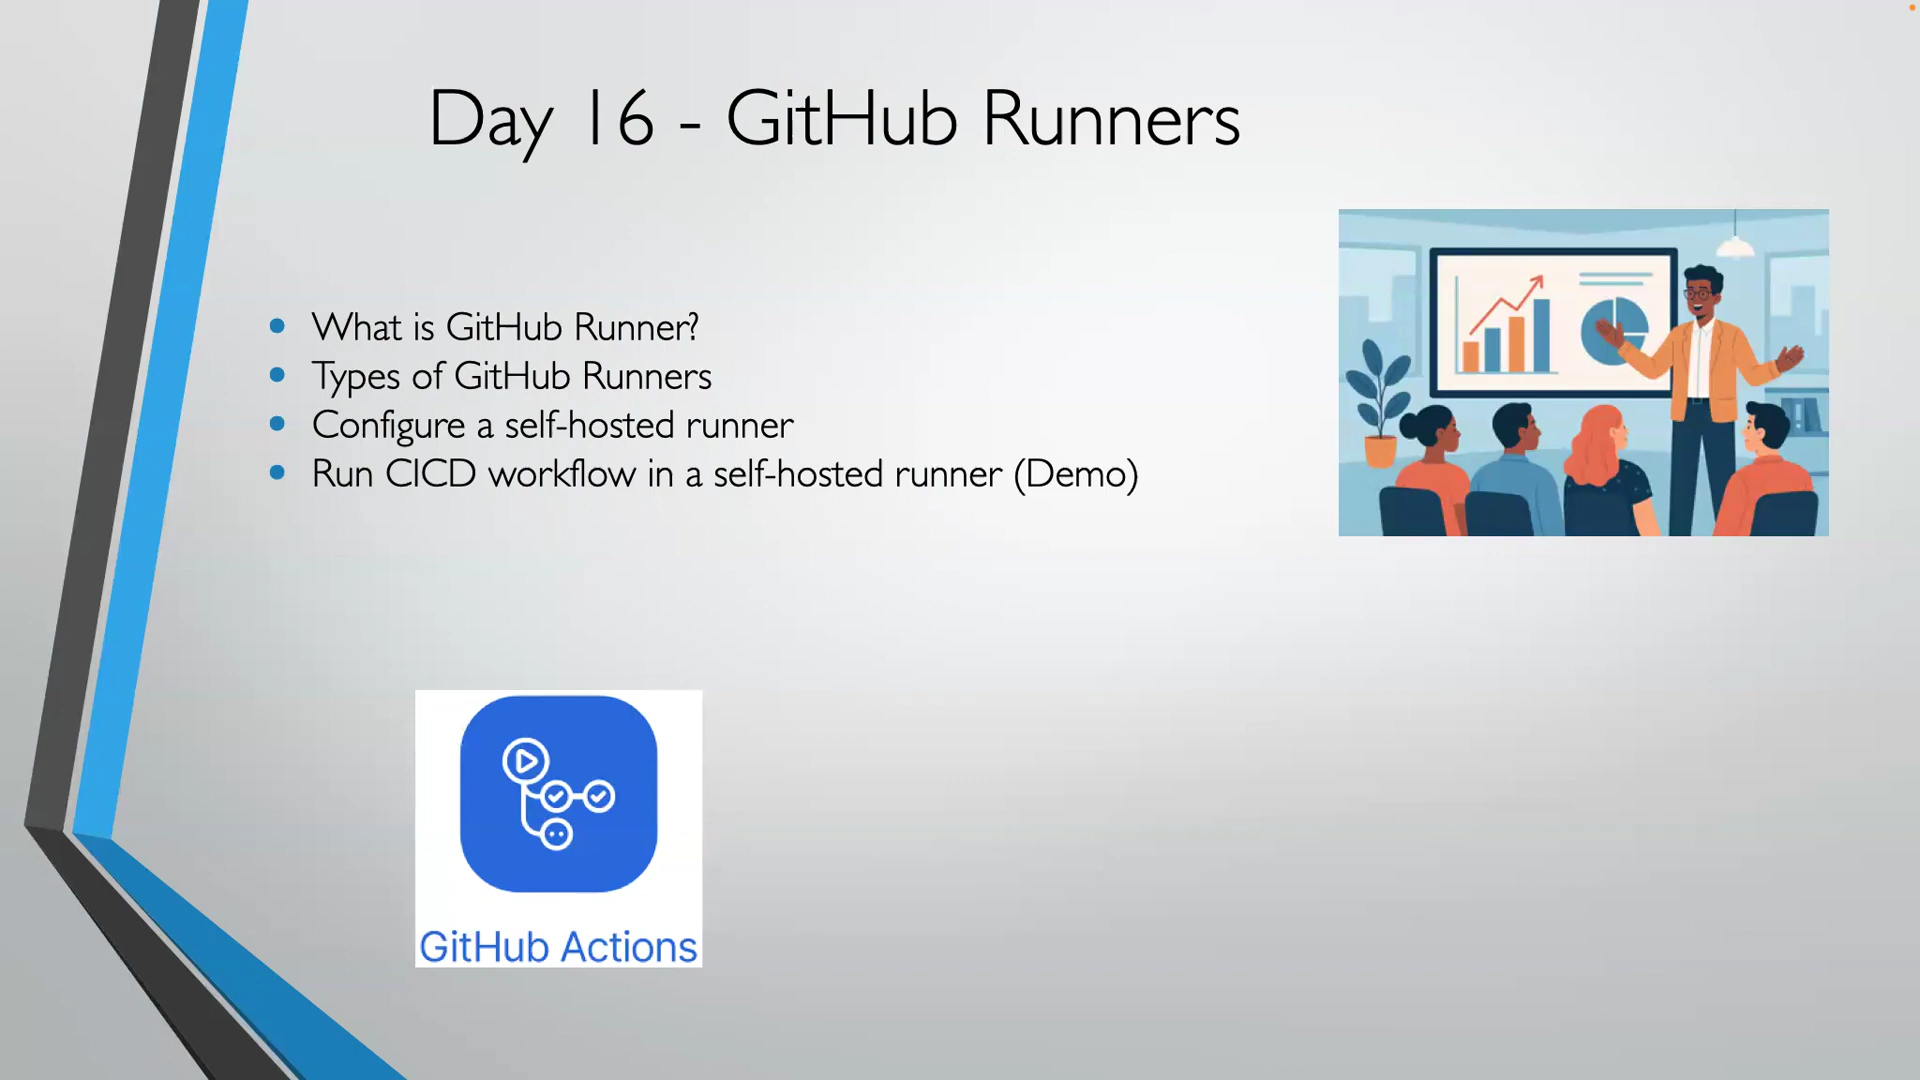 Day 16 - GitHub Runners
• What is GitHub Runner?
• Types of GitHub Runners
• Configure a self-hosted runner
• Run CICD workflow in a self-hosted runner (Demo)
GitHub Actions